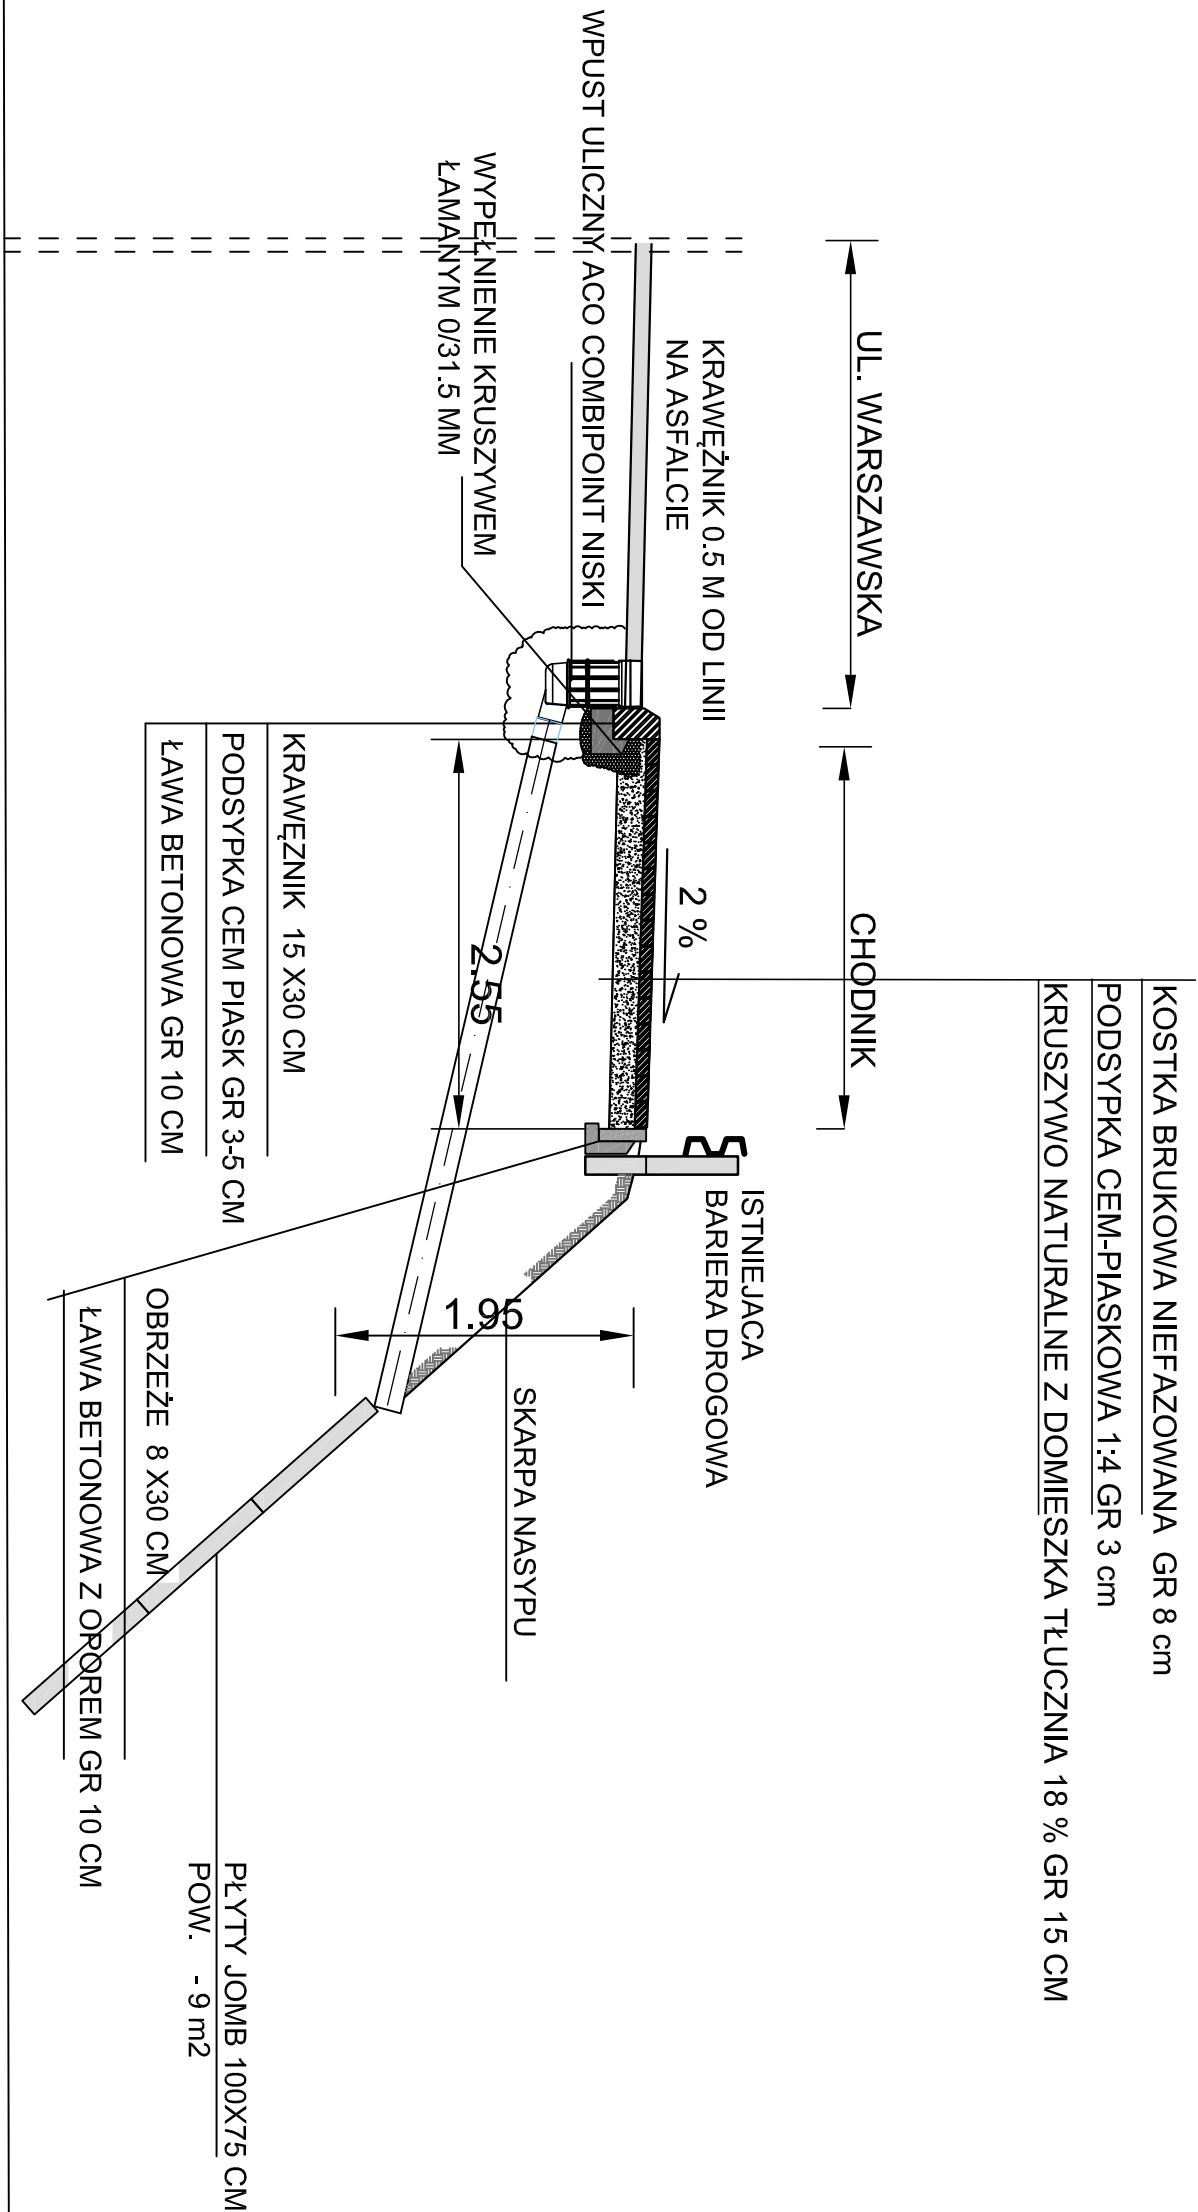 KOSTKA BRUKOWA NIEFAZOWANA GR 8 cm
PODSYPKA CEM-PIASKOWA 1:4 GR 3 cm
KRUSZYWO NATURALNE Z DOMIESZKA TŁUCZNIA 18 % GR 15 CM
UL. WARSZAWSKA
CHODNIK
KRAWĘŻNIK 0.5 M OD LINII
NA ASFALCIE
2 %
ISTNIEJACA
BARIERA DROGOWA
WPUST ULICZNY ACO COMBIPOINT NISKI
WYPEŁNIENIE KRUSZYWEM
ŁAMANYM 0/31.5 MM
2.55
1.95
SKARPA NASYPU
KRAWĘŻNIK 15 X30 CM
PODSYPKA CEM PIASK GR 3-5 CM
ŁAWA BETONOWA GR 10 CM
OBRZEŻE 8 X30 CM
ŁAWA BETONOWA Z OPOREM GR 10 CM
PŁYTY JOMB 100X75 CM
POW. - 9 m2